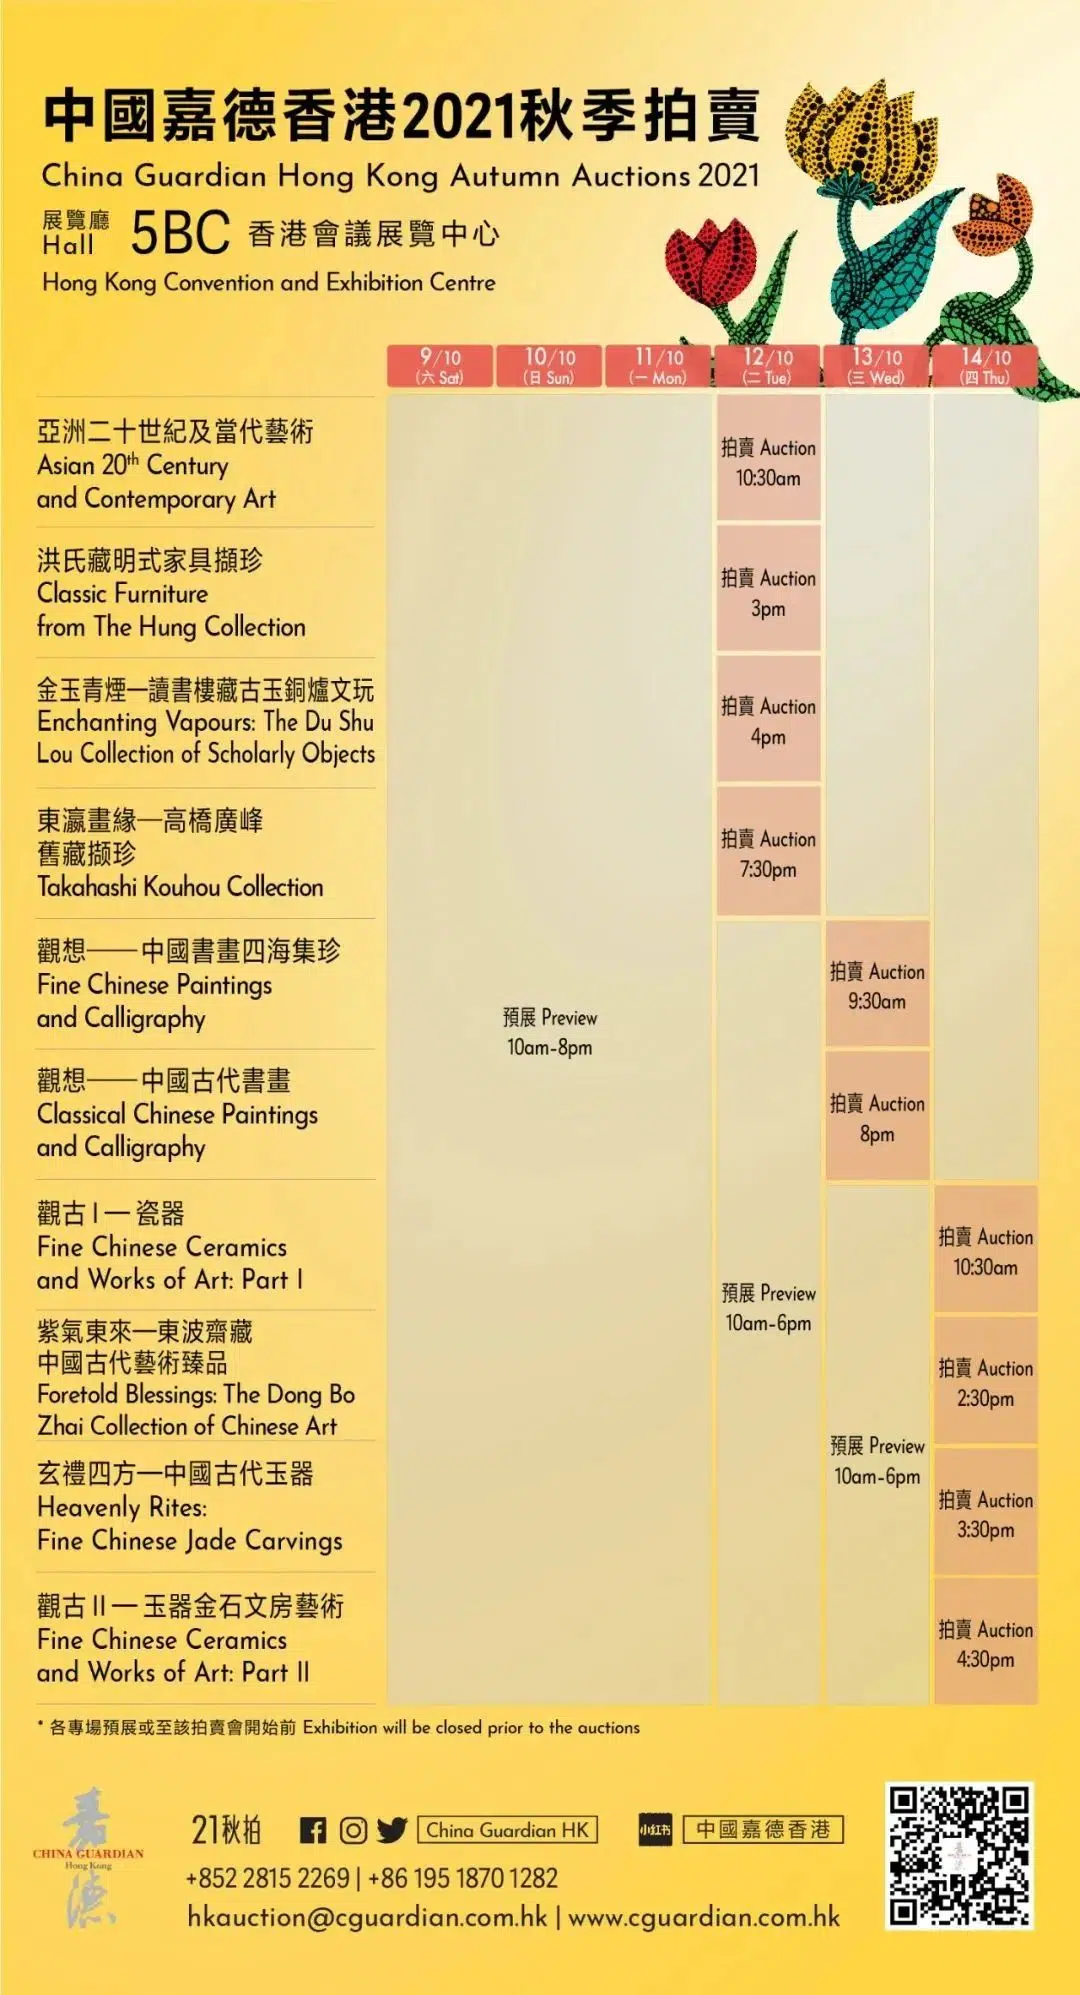 中國嘉德香港2021秋季拍賣
China Guardian Hong Kong Autumn Auctions 2021
展覽廳
Hall
5BC 香港會議展覽中心
Hong Kong Convention and Exhibition Centre
9/10 10/10 11/10 12/10 13/10 14/10
(六 Sat) (日 Sun) (一 Mon) (二 Tue) (三 Wed) (四 Thu)
亞洲二十世紀及當代藝術
Asian 20th Century
and Contemporary Art
拍賣 Auction
10:30am
洪氏藏明式家具擷珍
Classic Furniture
from The Hung Collection
拍賣 Auction
3pm
金玉青煙—讀書樓藏古玉銅爐文玩
Enchanting Vapours: The Du Shu
Lou Collection of Scholarly Objects
拍賣 Auction
4pm
東瀛畫緣—高橋廣峰
舊藏擷珍
Takahashi Kouhou Collection
拍賣 Auction
7:30pm
觀想——中國書畫四海集珍
Fine Chinese Paintings
and Calligraphy
拍賣 Auction
9:30am
預展 Preview
10am-8pm
觀想——中國古代書畫
Classical Chinese Paintings
and Calligraphy
拍賣 Auction
8pm
觀古 I — 瓷器
Fine Chinese Ceramics
and Works of Art: Part I
拍賣 Auction
10:30am
預展 Preview
10am-6pm
紫氣東來—東波齋藏
中國古代藝術臻品
Foretold Blessings: The Dong Bo
Zhai Collection of Chinese Art
拍賣 Auction
2:30pm
預展 Preview
10am-6pm
玄禮四方—中國古代玉器
Heavenly Rites:
Fine Chinese Jade Carvings
拍賣 Auction
3:30pm
觀古 II — 玉器金石文房藝術
Fine Chinese Ceramics
and Works of Art: Part II
拍賣 Auction
4:30pm
* 各專場預展或至該拍賣會開始前 Exhibition will be closed prior to the auctions
嘉德
CHINA GUARDIAN
Hong Kong
21秋拍 China Guardian HK 小红书 中國嘉德香港
+852 2815 2269 | +86 195 1870 1282
hkauction@cguardian.com.hk | www.cguardian.com.hk